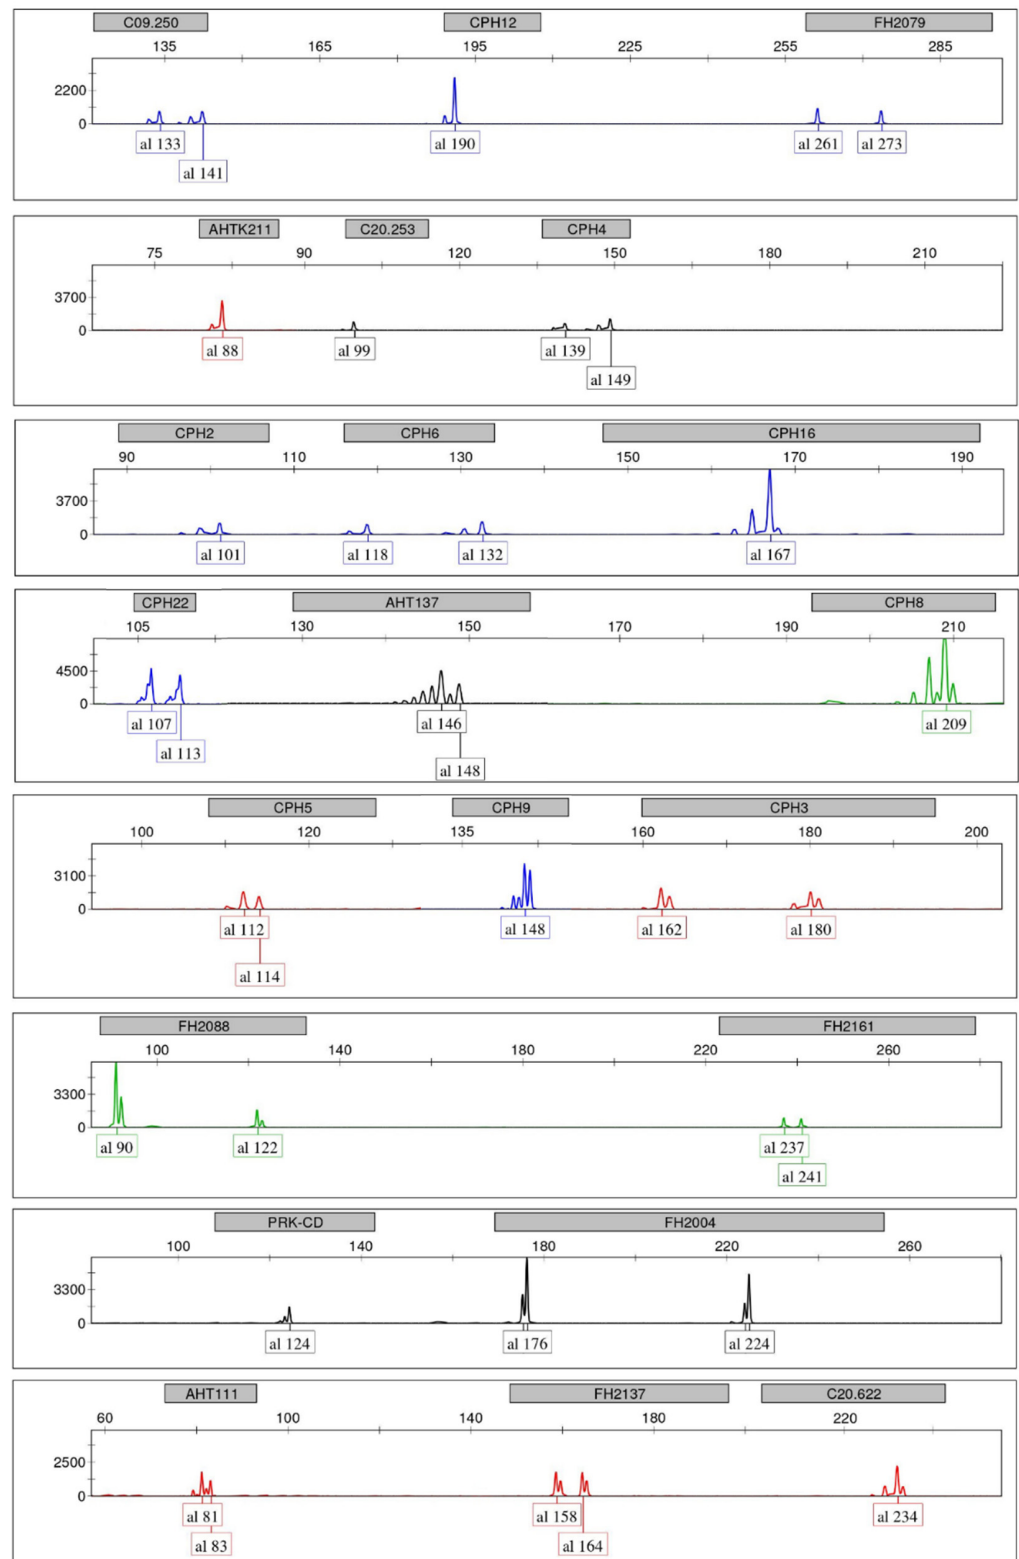 C09.250 CPH12 FH2079
135 165 195 225 255 285
2200
0
al 133 al 190 al 261 al 273
al 141
AHTK211 C20.253 CPH4
75 90 120 150 180 210
3700
0
al 88 al 99 al 139
al 149
CPH2 CPH6 CPH16
90 110 130 150 170 190
3700
0
al 101 al 118 al 132 al 167
CPH22 AHT137 CPH8
105 130 150 170 190 210
4500
0
al 107 al 146 al 209
al 113
al 148
CPH5 CPH9 CPH3
100 120 135 160 180 200
3100
0
al 112 al 148 al 162 al 180
al 114
FH2088 FH2161
100 140 180 220 260
3300
0
al 90 al 122 al 237
al 241
PRK-CD FH2004
100 140 180 220 260
3300
0
al 124 al 176 al 224
AHT111 FH2137 C20.622
60 100 140 180 220
2500
0
al 81 al 158 al 234
al 83 al 164